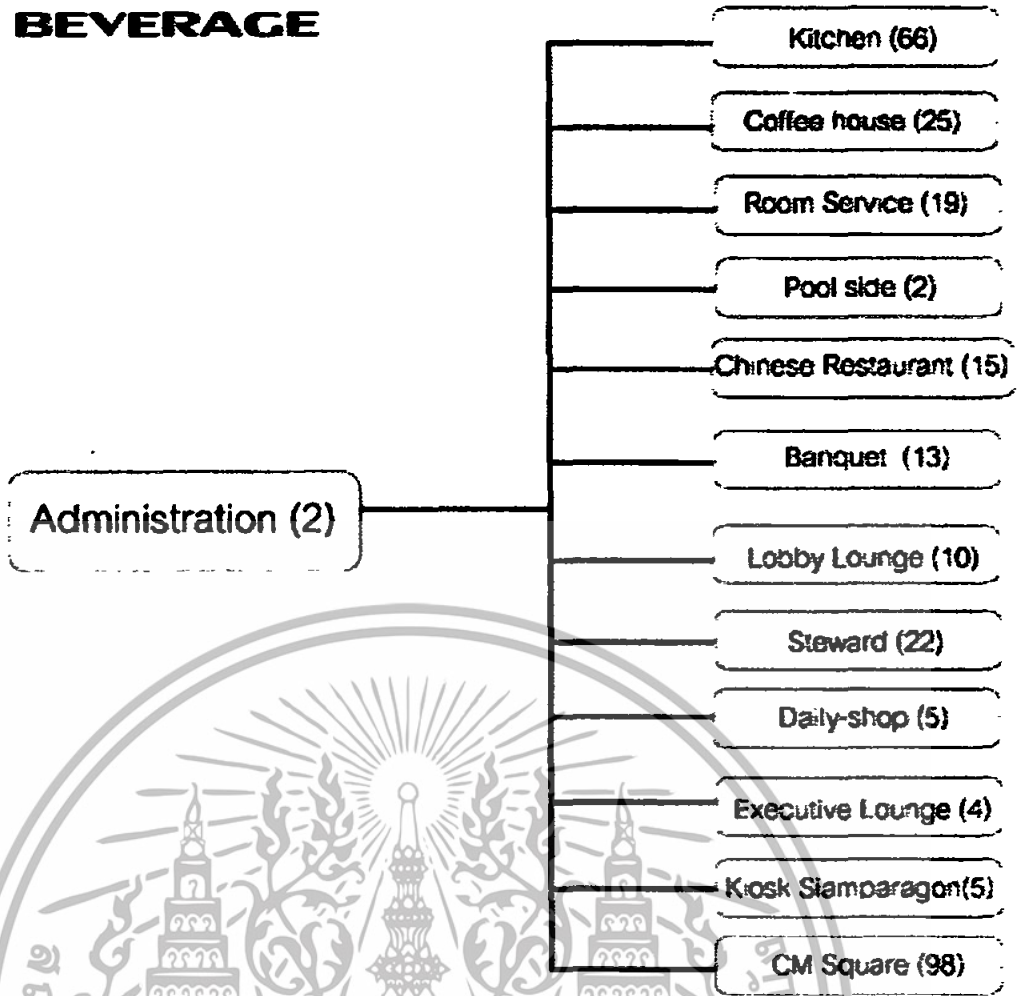 BEVERAGE
Kitchen (66)
Coffee house (25)
Room Service (19)
Pool side (2)
Chinese Restaurant (15)
Banquet (13)
Administration (2)
Lobby Lounge (10)
Steward (22)
Daily-shop (5)
Executive Lounge (4)
Kiosk Siamparagon(5)
CM Square (98)